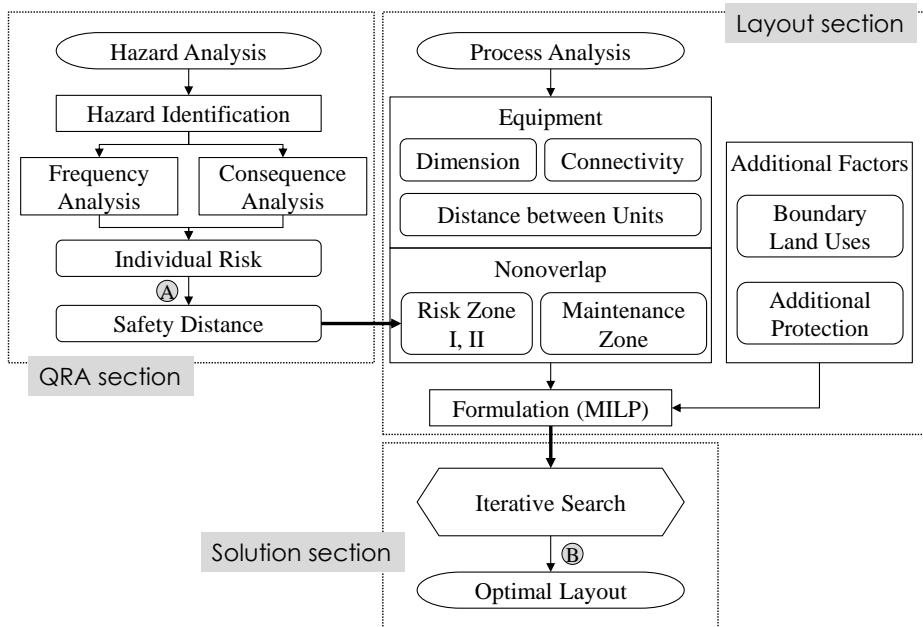 Hazard Analysis
Hazard Identification
Frequency
Analysis
Consequence
Analysis
Individual Risk
A
Safety Distance
QRA section
Layout section
Process Analysis
Equipment
Dimension
Connectivity
Distance between Units
Nonoverlap
Risk Zone
I, II
Maintenance
Zone
Additional Factors
Boundary
Land Uses
Additional
Protection
Formulation (MILP)
Iterative Search
Solution section
B
Optimal Layout